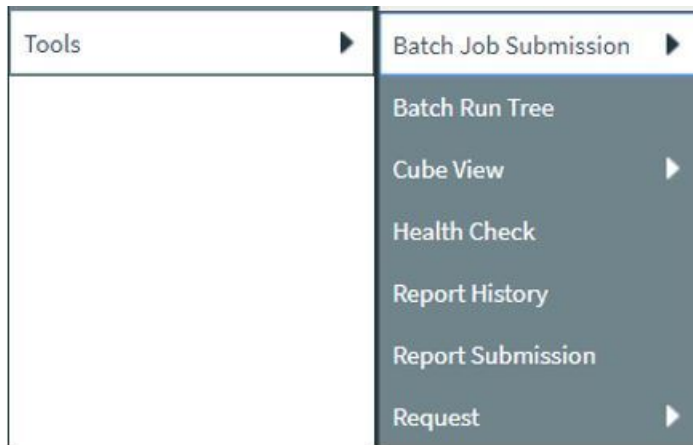 Tools
Batch Job Submission
Batch Run Tree
Cube View
Health Check
Report History
Report Submission
Request